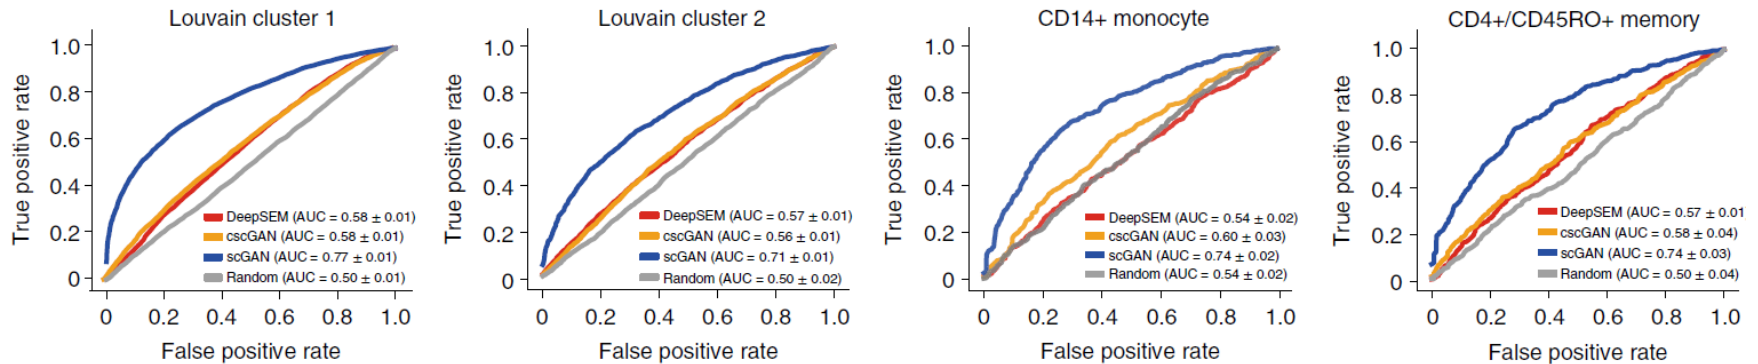 Louvain cluster 1
True positive rate
1.0
0.8
0.6
0.4
0.2
0
DeepSEM (AUC = 0.58 ± 0.01)
cscGAN (AUC = 0.58 ± 0.01)
scGAN (AUC = 0.77 ± 0.01)
Random (AUC = 0.50 ± 0.01)
0 0.2 0.4 0.6 0.8 1.0
False positive rate
Louvain cluster 2
True positive rate
1.0
0.8
0.6
0.4
0.2
0
DeepSEM (AUC = 0.57 ± 0.01)
cscGAN (AUC = 0.56 ± 0.01)
scGAN (AUC = 0.71 ± 0.01)
Random (AUC = 0.50 ± 0.02)
0 0.2 0.4 0.6 0.8 1.0
False positive rate
CD14+ monocyte
True positive rate
1.0
0.8
0.6
0.4
0.2
0
DeepSEM (AUC = 0.54 ± 0.02)
cscGAN (AUC = 0.60 ± 0.03)
scGAN (AUC = 0.74 ± 0.02)
Random (AUC = 0.54 ± 0.02)
0 0.2 0.4 0.6 0.8 1.0
False positive rate
CD4+/CD45RO+ memory
True positive rate
1.0
0.8
0.6
0.4
0.2
0
DeepSEM (AUC = 0.57 ± 0.01
cscGAN (AUC = 0.58 ± 0.04)
scGAN (AUC = 0.74 ± 0.03)
Random (AUC = 0.50 ± 0.04)
0 0.2 0.4 0.6 0.8 1.0
False positive rate